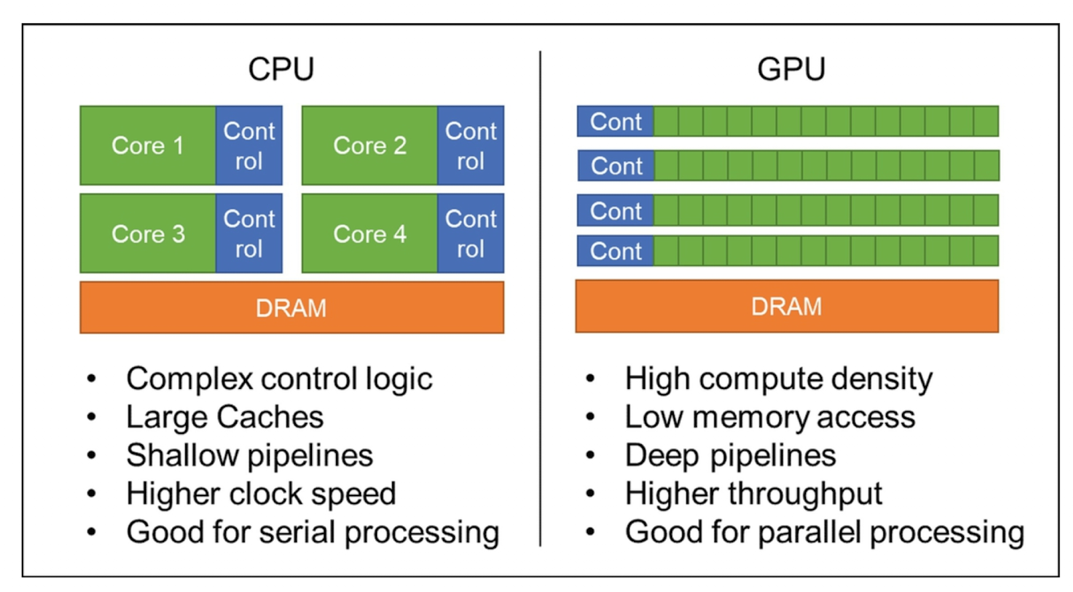 CPU
Core 1
Cont
rol
Core 2
Cont
rol
Core 3
Cont
rol
Core 4
Cont
rol
DRAM
• Complex control logic
• Large Caches
• Shallow pipelines
• Higher clock speed
• Good for serial processing
GPU
Cont
Cont
Cont
Cont
DRAM
• High compute density
• Low memory access
• Deep pipelines
• Higher throughput
• Good for parallel processing